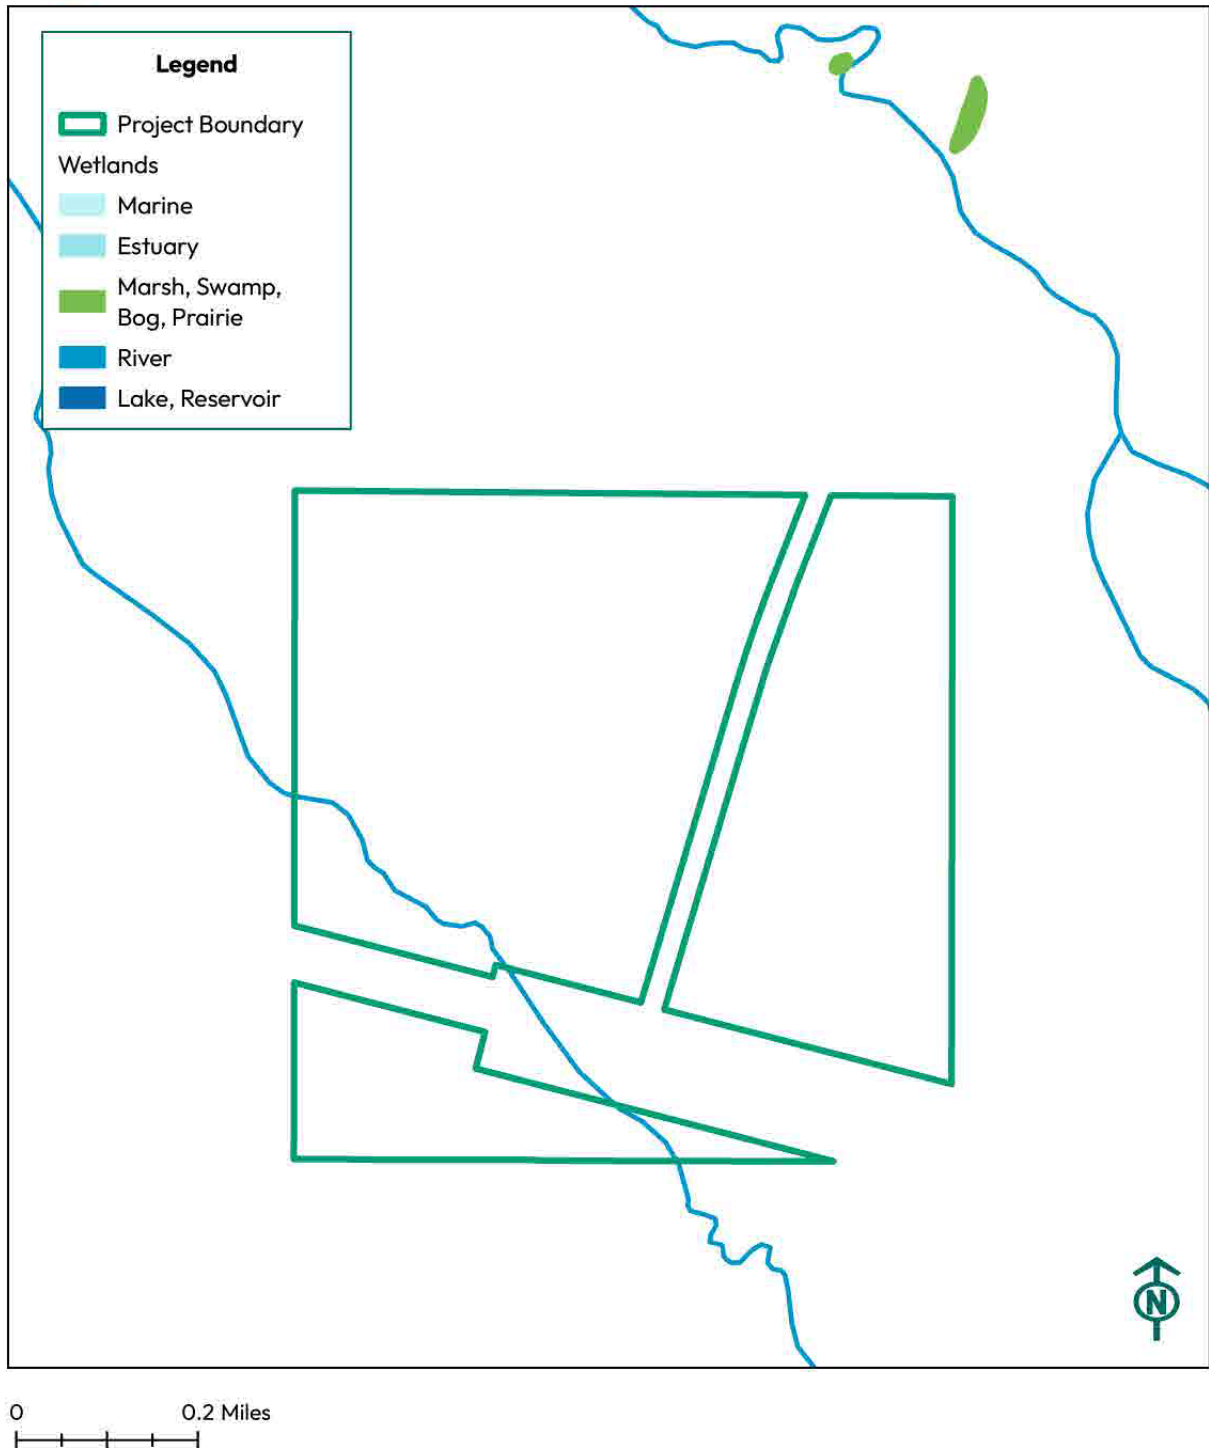 Legend
Project Boundary
Wetlands
Marine
Estuary
Marsh, Swamp,
Bog, Prairie
River
Lake, Reservoir
N
0 0.2 Miles